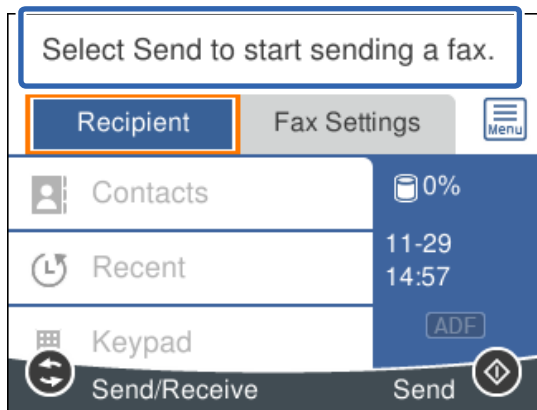 Select Send to start sending a fax.
Recipient
Fax Settings
Menu
Contacts
0%
Recent
11-29
14:57
Keypad
ADF
Send/Receive
Send